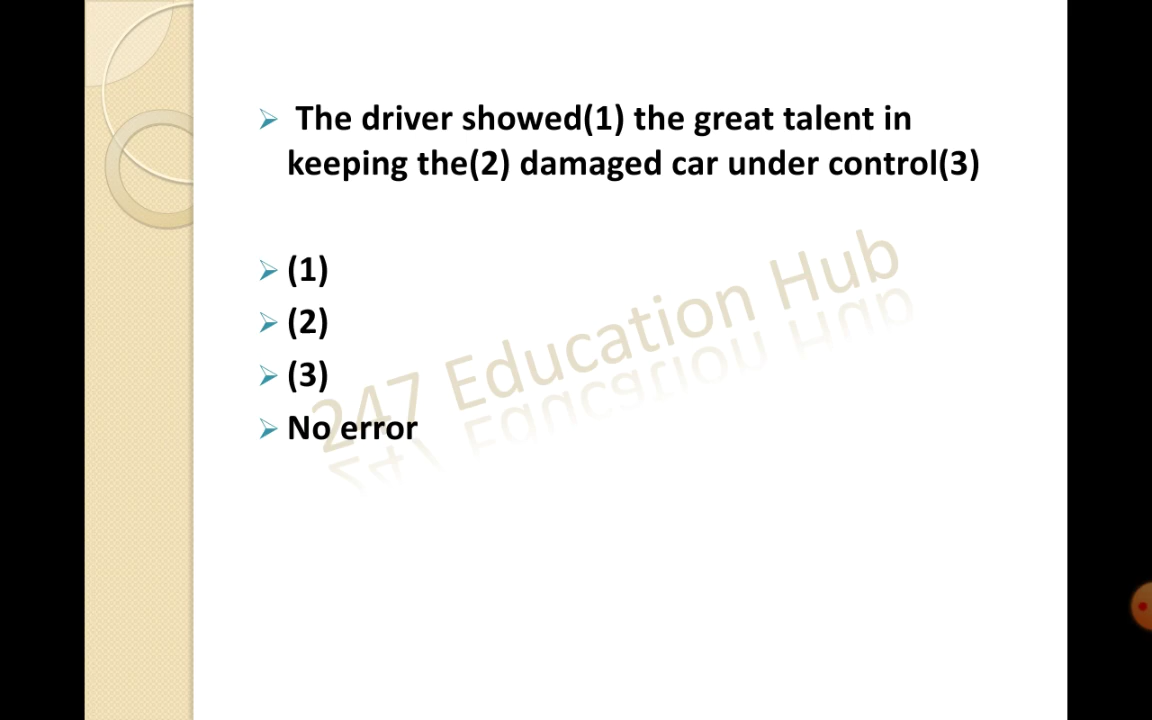 The driver showed(1) the great talent in
keeping the(2) damaged car under control(3)
(1)
(2)
(3)
No error
247 Education Hub